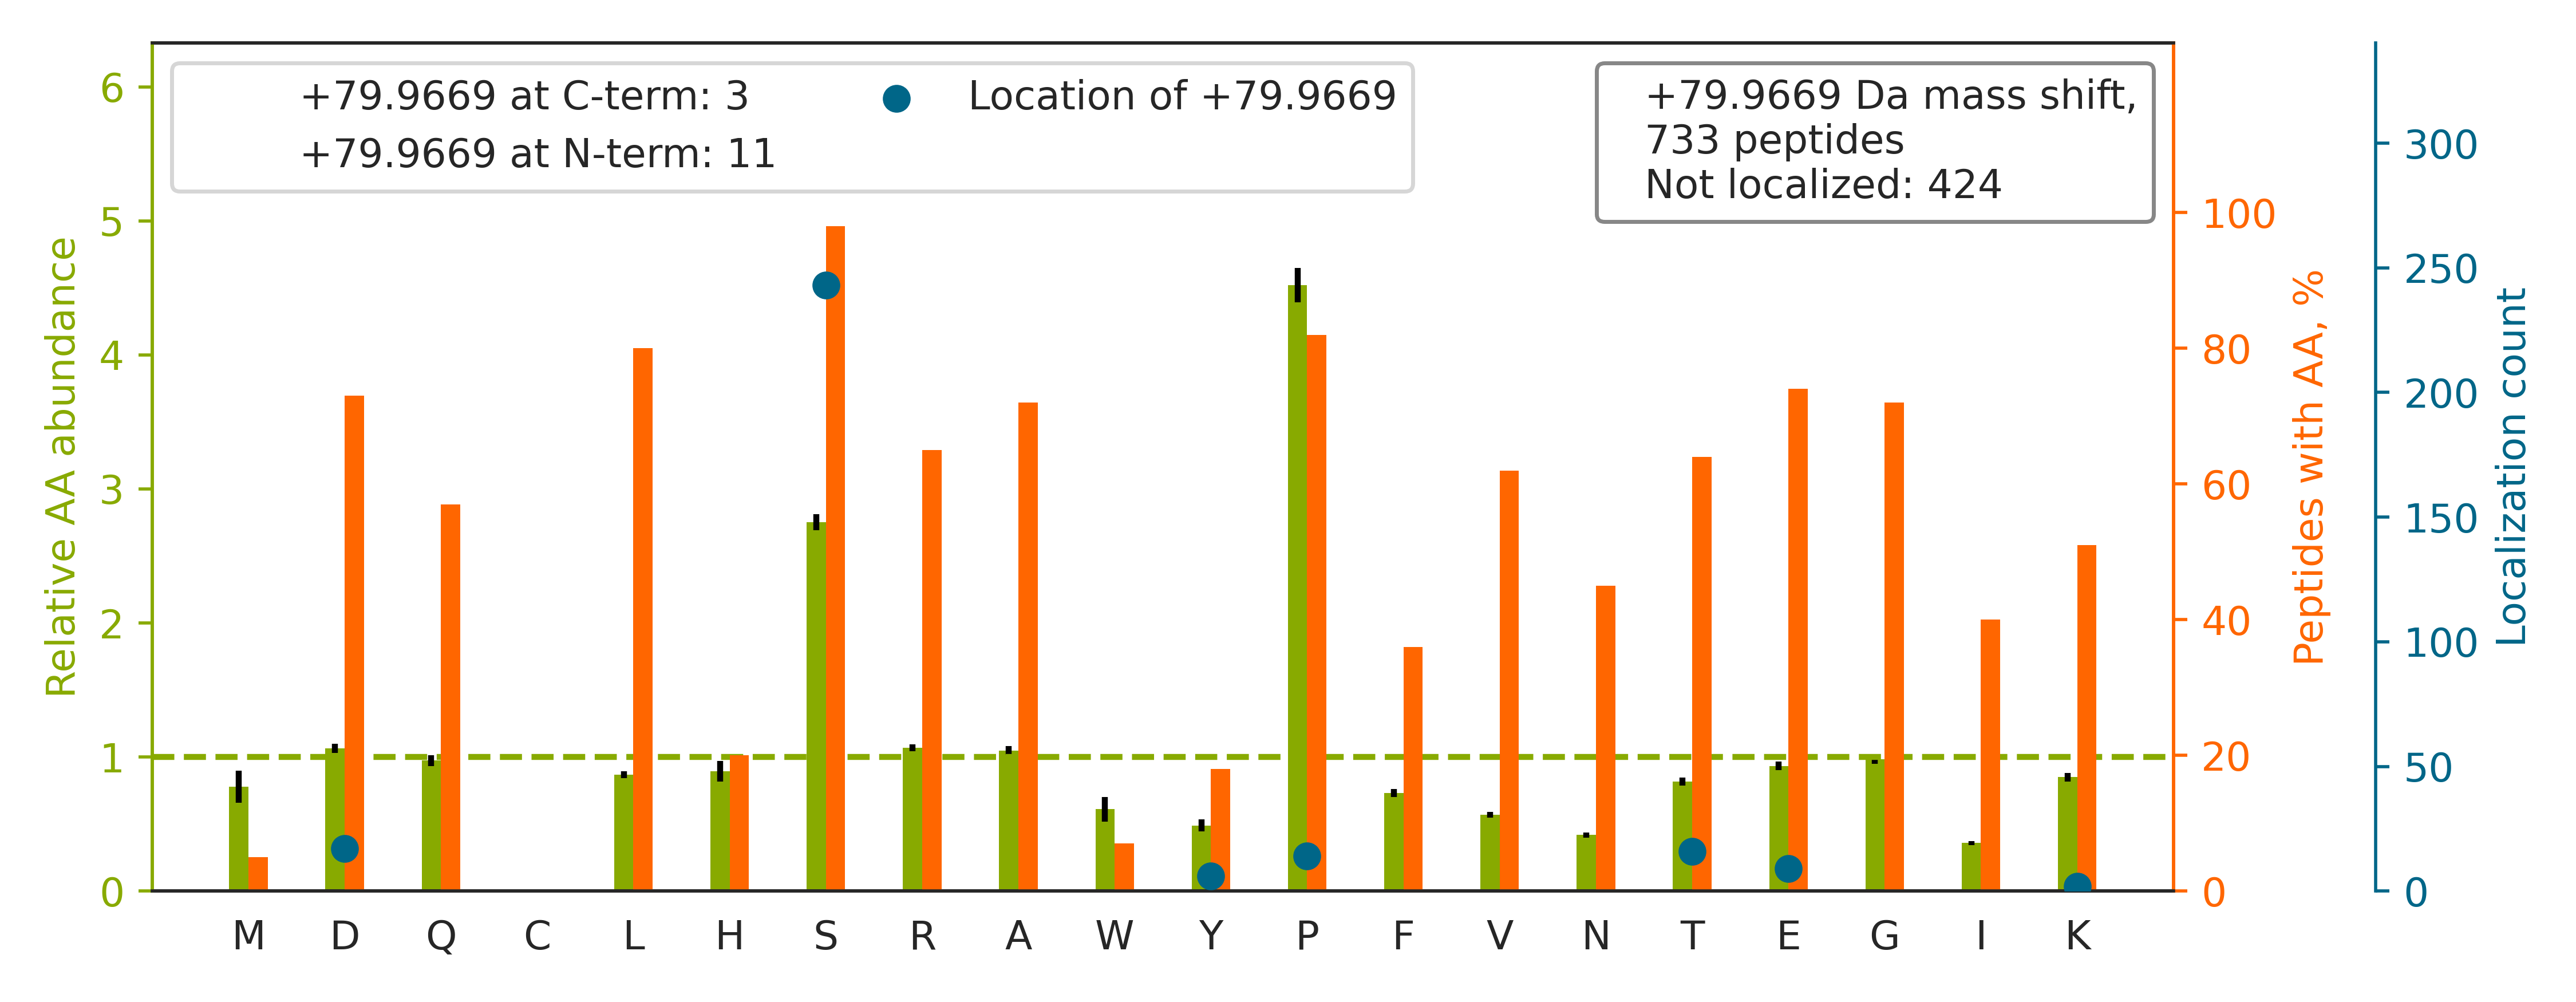 +79.9669 at C-term: 3
+79.9669 at N-term: 11
Location of +79.9669
+79.9669 Da mass shift,
733 peptides
Not localized: 424
Relative AA abundance
6
5
4
3
2
1
0
M D Q C L H S R A W Y P F V N T E G I K
100
80
60
40
20
0
Peptides with AA, %
300
250
200
150
100
50
0
Localization count